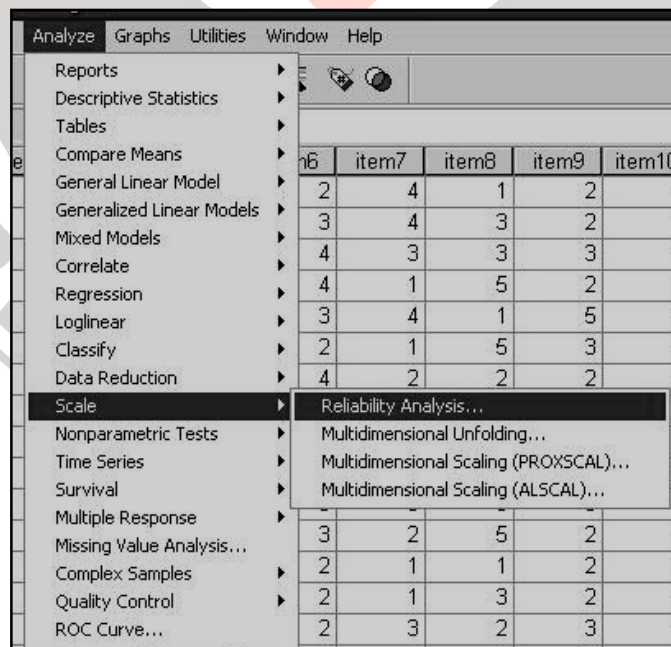 Analyze Graphs Utilities Window Help
Reports
Descriptive Statistics
Tables
Compare Means
General Linear Model
Generalized Linear Models
Mixed Models
Correlate
Regression
Loglinear
Classify
Data Reduction
Scale
Nonparametric Tests
Time Series
Survival
Multiple Response
Missing Value Analysis...
Complex Samples
Quality Control
ROC Curve...
Reliability Analysis...
Multidimensional Unfolding...
Multidimensional Scaling (PROXSCAL)...
Multidimensional Scaling (ALSCAL)...
item7 item8 item9
2 4 1 2
3 4 3 2
4 3 3 3
4 1 5 2
3 4 1 5
2 1 5 3
4 2 2 2
3 2 5 2
2 1 1 2
2 1 3 2
2 3 2 3